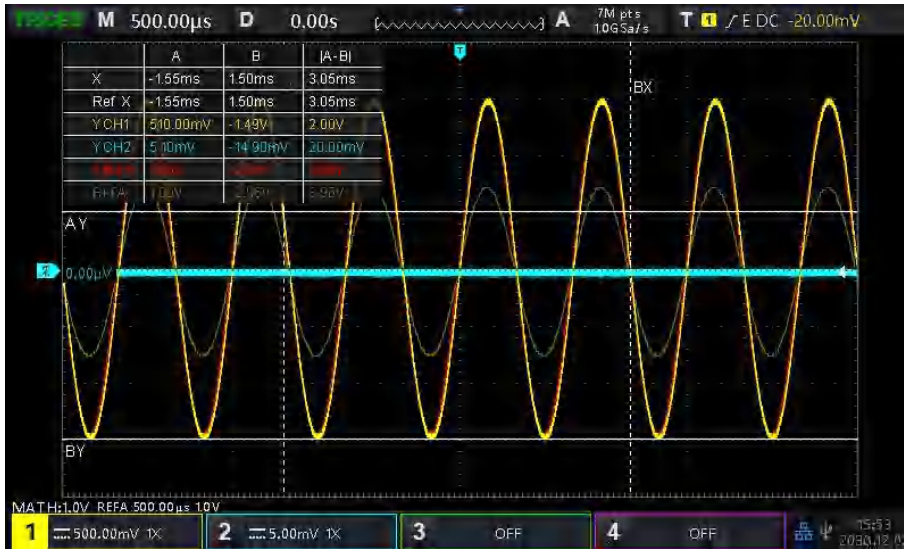 M 500.00µs D 0.00s A 7M pts 1.0GSa/s T 1 E DC -20.00mV
A B |A-B|
X -1.55ms 1.50ms 3.05ms
Ref X -1.55ms 1.50ms 3.05ms
Y CH1 510.00mV -1.49V 2.00V
Y CH2 5.10mV -14.90mV 20.00mV
T
BX
AY
0.00µV
BY
MATH:1.0V REFA 500.00µs 1.0V
1 500.00mV 1X 2 5.00mV 1X 3 OFF 4 OFF
15:53